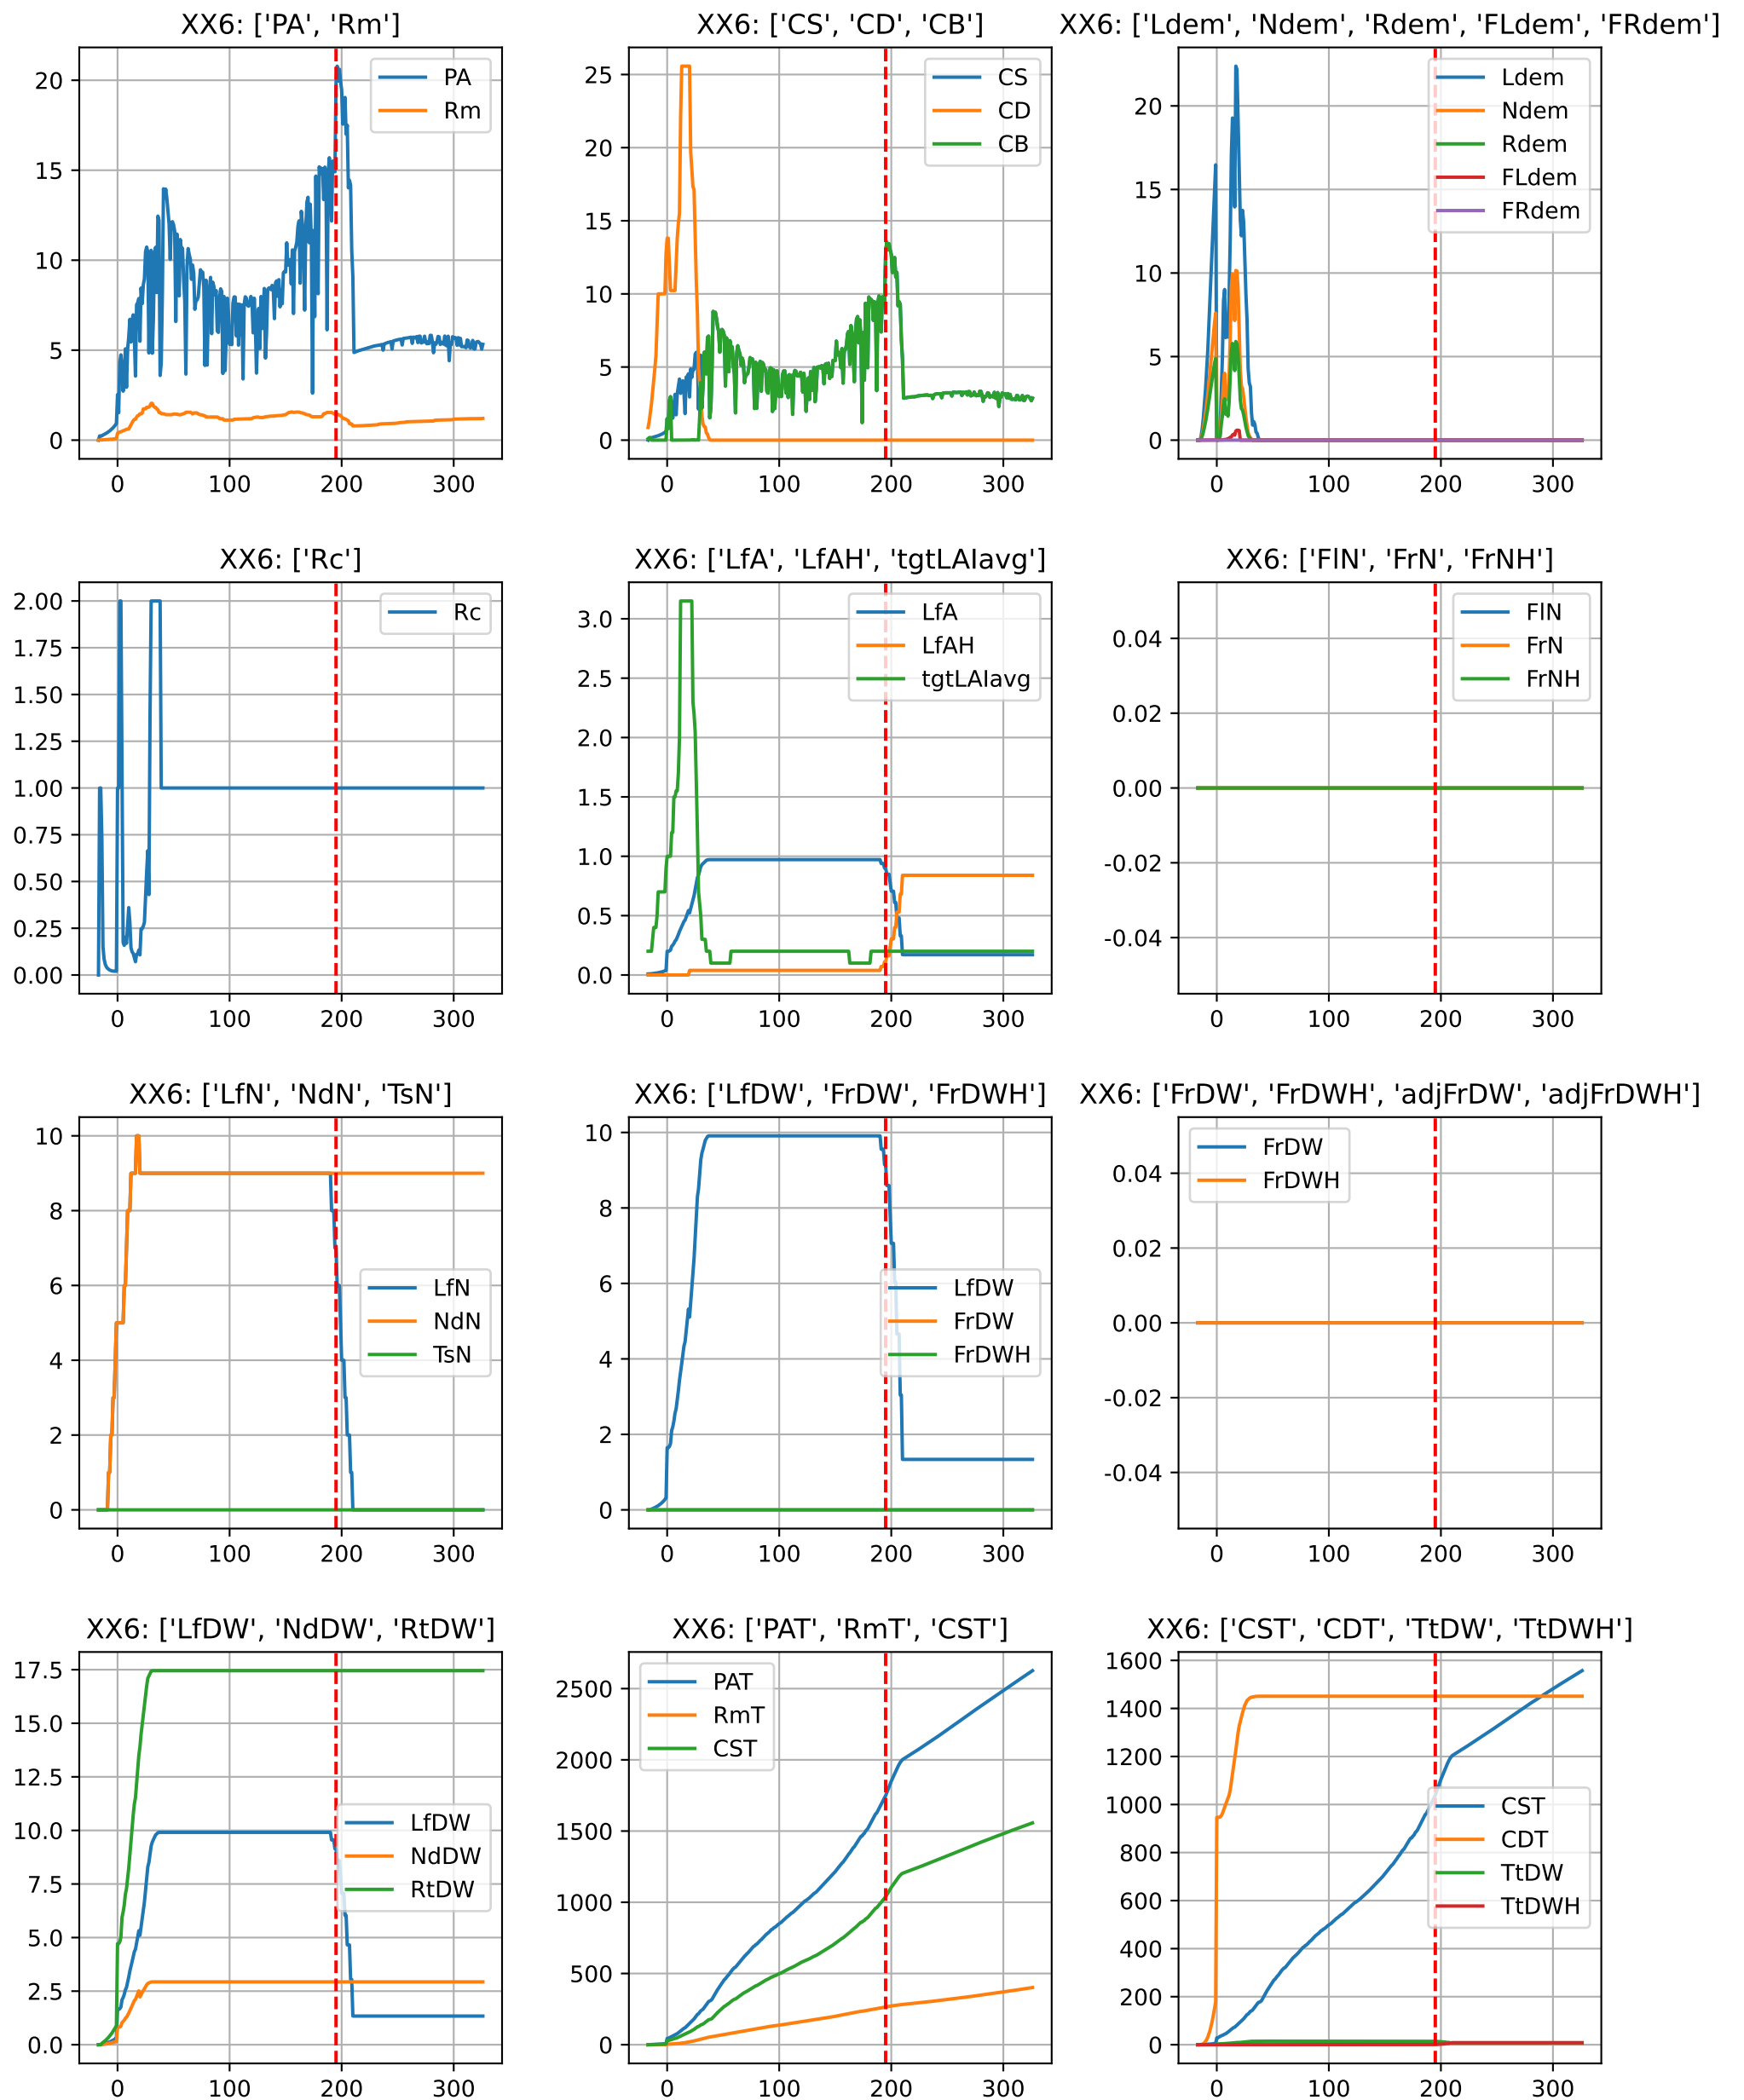 XX6: ['PA', 'Rm']
20
15
10
5
0
PA
Rm
0 100 200 300
XX6: ['CS', 'CD', 'CB']
25
20
15
10
5
0
CS
CD
CB
0 100 200 300
XX6: ['Ldem', 'Ndem', 'Rdem', 'FLdem', 'FRdem']
20
15
10
5
0
Ldem
Ndem
Rdem
FLdem
FRdem
0 100 200 300
XX6: ['Rc']
2.00
1.75
1.50
1.25
1.00
0.75
0.50
0.25
0.00
Rc
0 100 200 300
XX6: ['LfA', 'LfAH', 'tgtLAIavg']
3.0
2.5
2.0
1.5
1.0
0.5
0.0
LfA
LfAH
tgtLAIavg
0 100 200 300
XX6: ['FlN', 'FrN', 'FrNH']
0.04
0.02
0.00
-0.02
-0.04
FlN
FrN
FrNH
0 100 200 300
XX6: ['LfN', 'NdN', 'TsN']
10
8
6
4
2
0
LfN
NdN
TsN
0 100 200 300
XX6: ['LfDW', 'FrDW', 'FrDWH']
10
8
6
4
2
0
LfDW
FrDW
FrDWH
0 100 200 300
XX6: ['FrDW', 'FrDWH', 'adjFrDW', 'adjFrDWH']
0.04
0.02
0.00
-0.02
-0.04
FrDW
FrDWH
0 100 200 300
XX6: ['LfDW', 'NdDW', 'RtDW']
17.5
15.0
12.5
10.0
7.5
5.0
2.5
0.0
LfDW
NdDW
RtDW
0 100 200 300
XX6: ['PAT', 'RmT', 'CST']
2500
2000
1500
1000
500
0
PAT
RmT
CST
0 100 200 300
XX6: ['CST', 'CDT', 'TtDW', 'TtDWH']
1600
1400
1200
1000
800
600
400
200
0
CST
CDT
TtDW
TtDWH
0 100 200 300